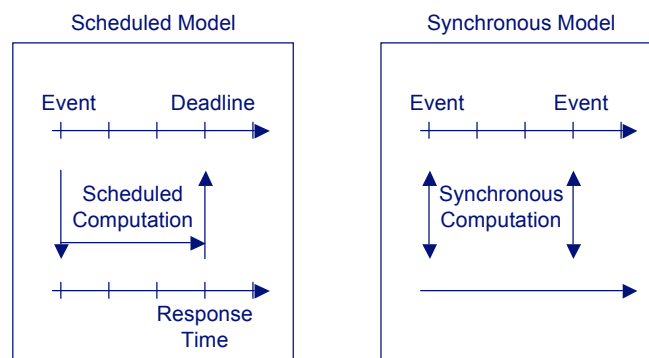 Scheduled Model
Event Deadline
Scheduled
Computation
Response
Time
Synchronous Model
Event Event
Synchronous
Computation